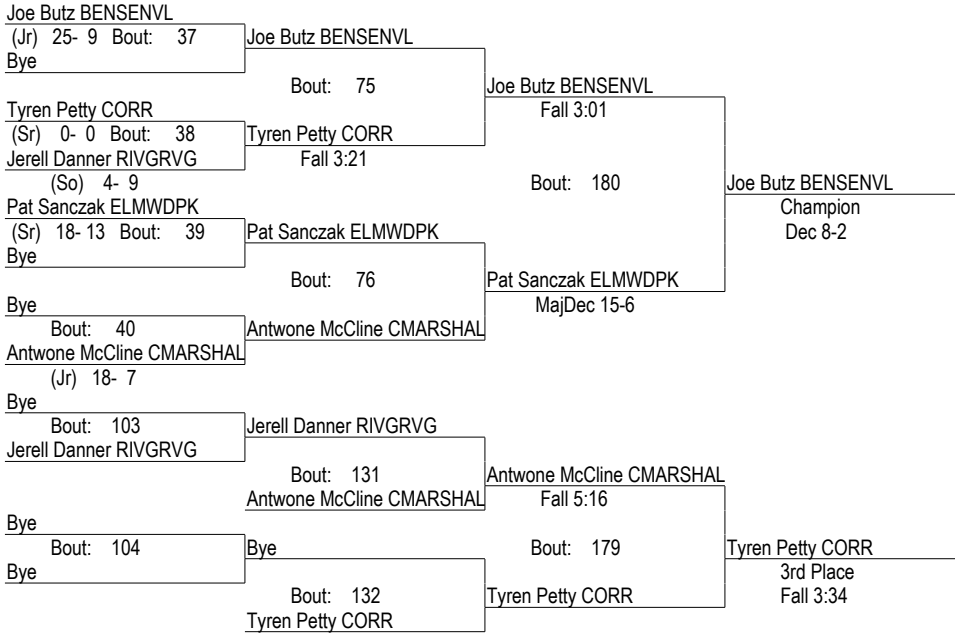 Joe Butz BENSENVL
(Jr) 25- 9 Bout: 37 Joe Butz BENSENVL
Bye
Bout: 75 Joe Butz BENSENVL
Tyren Petty CORR Fall 3:01
(Sr) 0- 0 Bout: 38 Tyren Petty CORR
Jerell Danner RIVGRVG Fall 3:21
(So) 4- 9 Bout: 180 Joe Butz BENSENVL
Pat Sanczak ELMWDPK Champion
(Sr) 18- 13 Bout: 39 Pat Sanczak ELMWDPK Dec 8-2
Bye
Bout: 76 Pat Sanczak ELMWDPK
Bye MajDec 15-6
Bout: 40 Antwone McCline CMARSHAL
Antwone McCline CMARSHAL
(Jr) 18- 7
Bye
Bout: 103 Jerell Danner RIVGRVG
Jerell Danner RIVGRVG
Bout: 131 Antwone McCline CMARSHAL
Antwone McCline CMARSHAL Fall 5:16
Bye
Bout: 104 Bye Bout: 179 Tyren Petty CORR
Bye 3rd Place
Bout: 132 Tyren Petty CORR Fall 3:34
Tyren Petty CORR